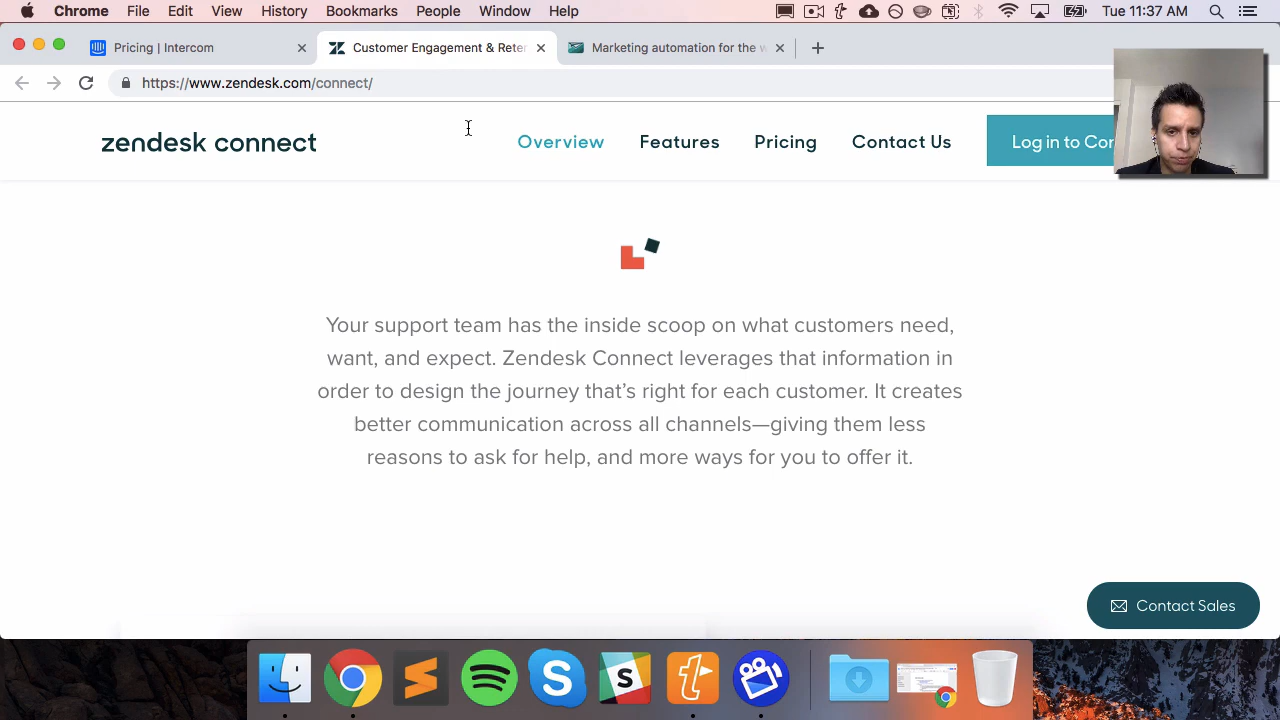 Chrome File Edit View History Bookmarks People Window Help Tue 11:37 AM
Pricing | Intercom
Customer Engagement & Reter
Marketing automation for the w
https://www.zendesk.com/connect/
zendesk connect
Overview Features Pricing Contact Us Log in to Cor
Your support team has the inside scoop on what customers need,
want, and expect. Zendesk Connect leverages that information in
order to design the journey that’s right for each customer. It creates
better communication across all channels—giving them less
reasons to ask for help, and more ways for you to offer it.
Contact Sales